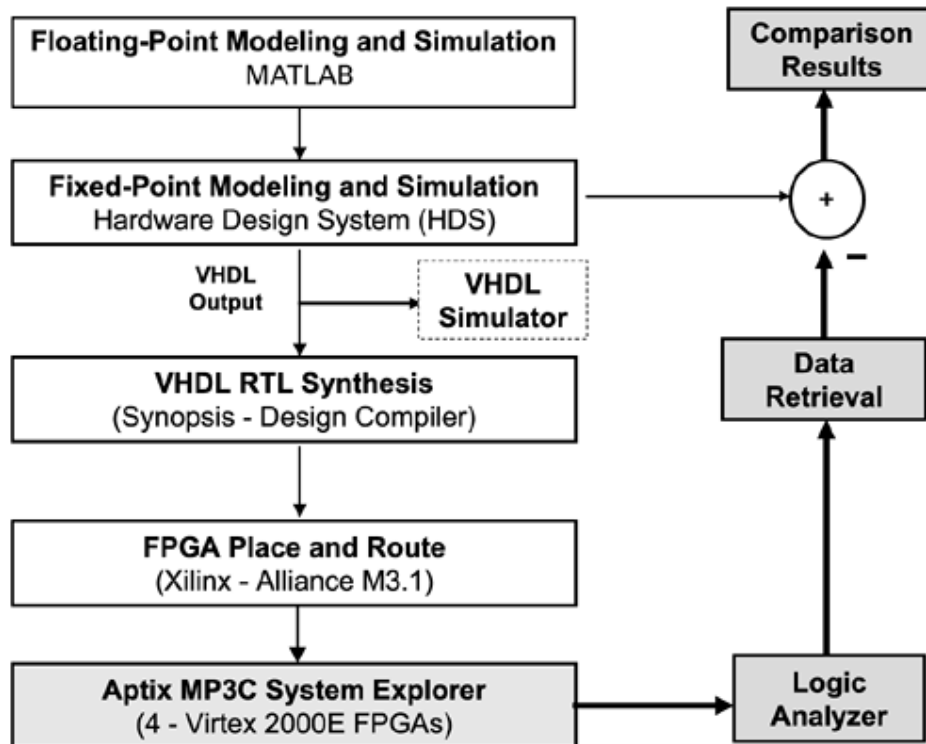 Floating-Point Modeling and Simulation
MATLAB
Fixed-Point Modeling and Simulation
Hardware Design System (HDS)
VHDL
Output
VHDL
Simulator
VHDL RTL Synthesis
(Synopsis - Design Compiler)
FPGA Place and Route
(Xilinx - Alliance M3.1)
Aptix MP3C System Explorer
(4 - Virtex 2000E FPGAs)
Logic
Analyzer
Data
Retrieval
–
+
Comparison
Results